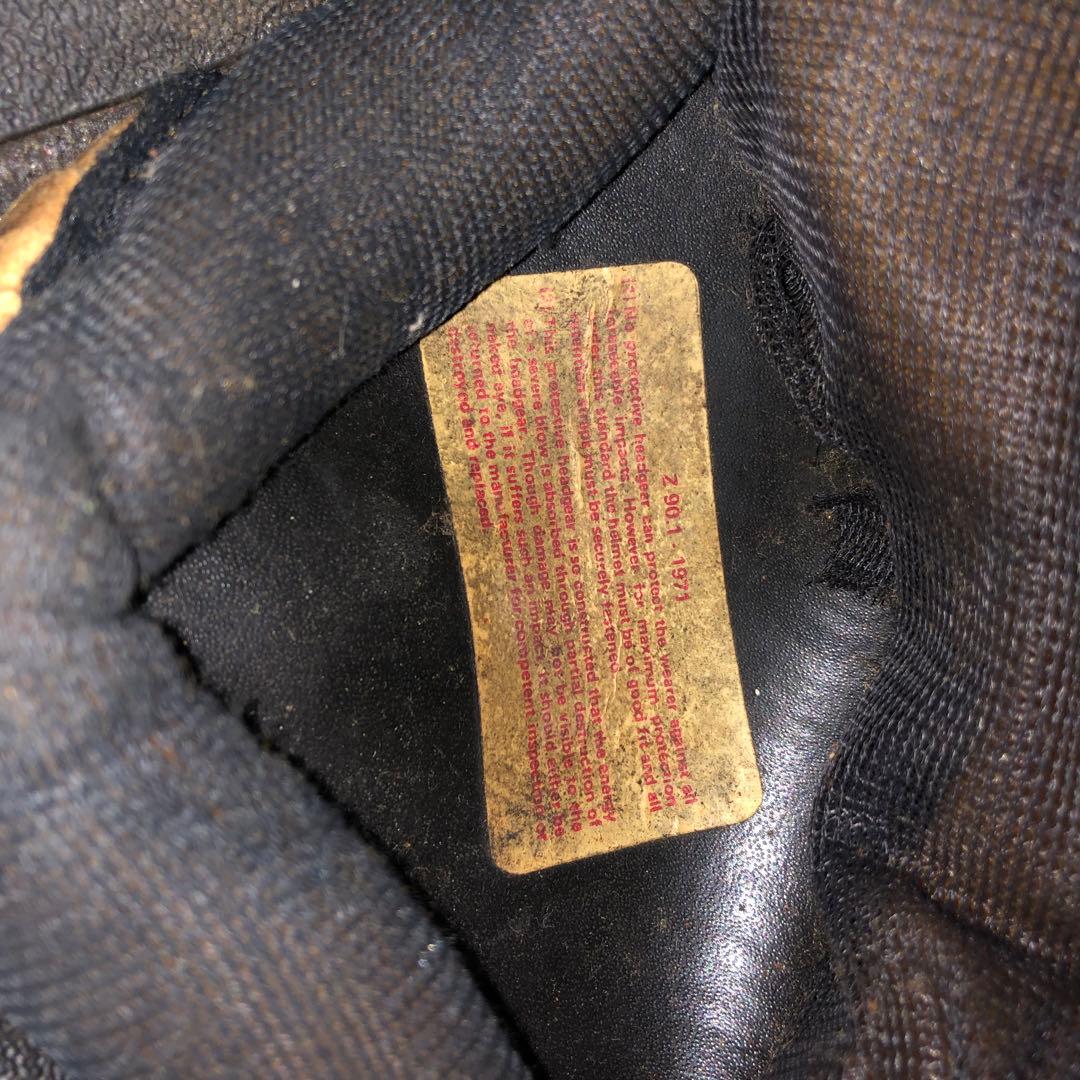 Z 90.1 1971
No protective headgear can protect the wearer against all
foreseeable impacts. However for maximum protection
this standard the helmet must be of good fit and all
straps must be securely fastened
This protective headgear is so constructed that the energy
of a severe blow is absorbed through partial destruction of
the headgear. Though damage may not be visible to the
naked eye, if it suffers such an impact, it should either be
returned to the manufacturer for competent inspection or
destroyed and replaced.